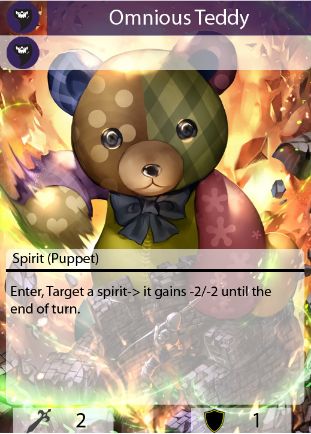 Omnious Teddy
Spirit (Puppet)
Enter, Target a spirit-> it gains -2/-2 until the
end of turn.
2 1